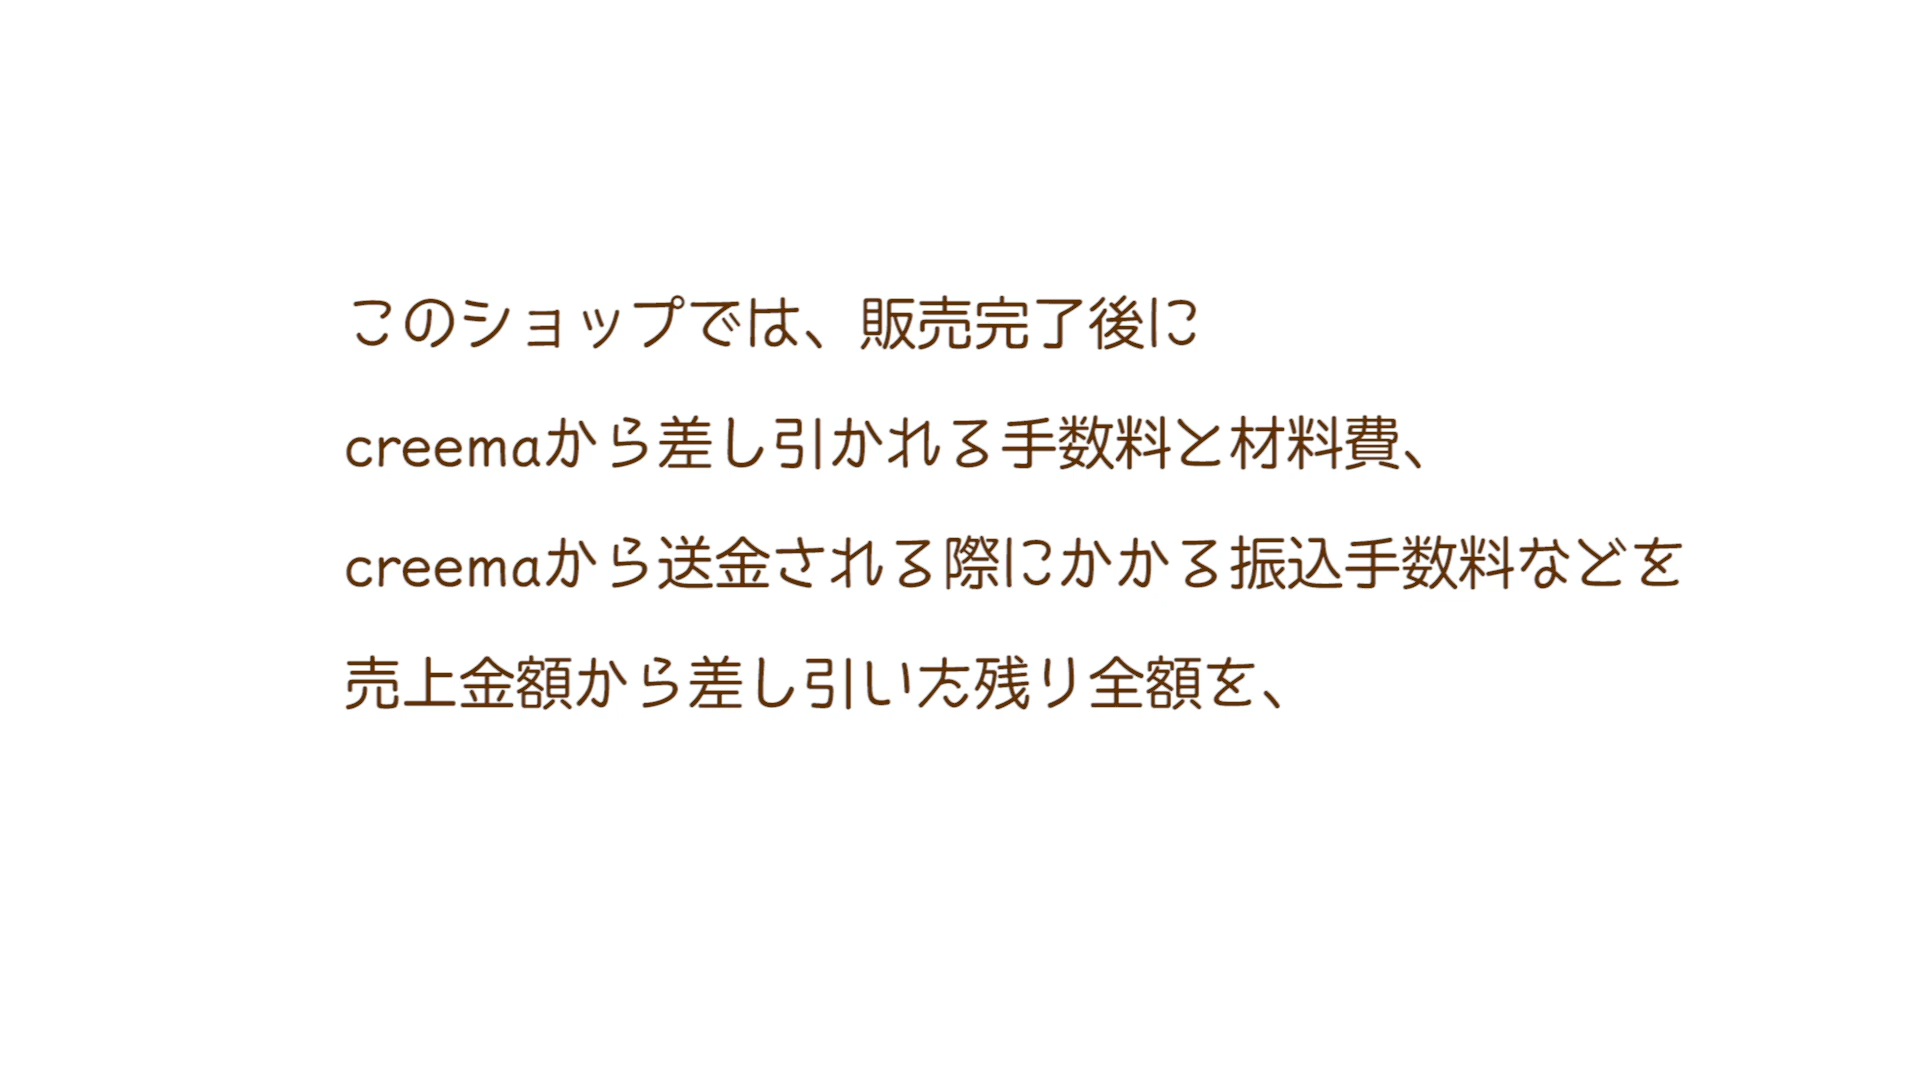 このショップでは、販売完了後に
creemaから差し引かれる手数料と材料費、
creemaから送金される際にかかる振込手数料などを
売上金額から差し引いた残り全額を、